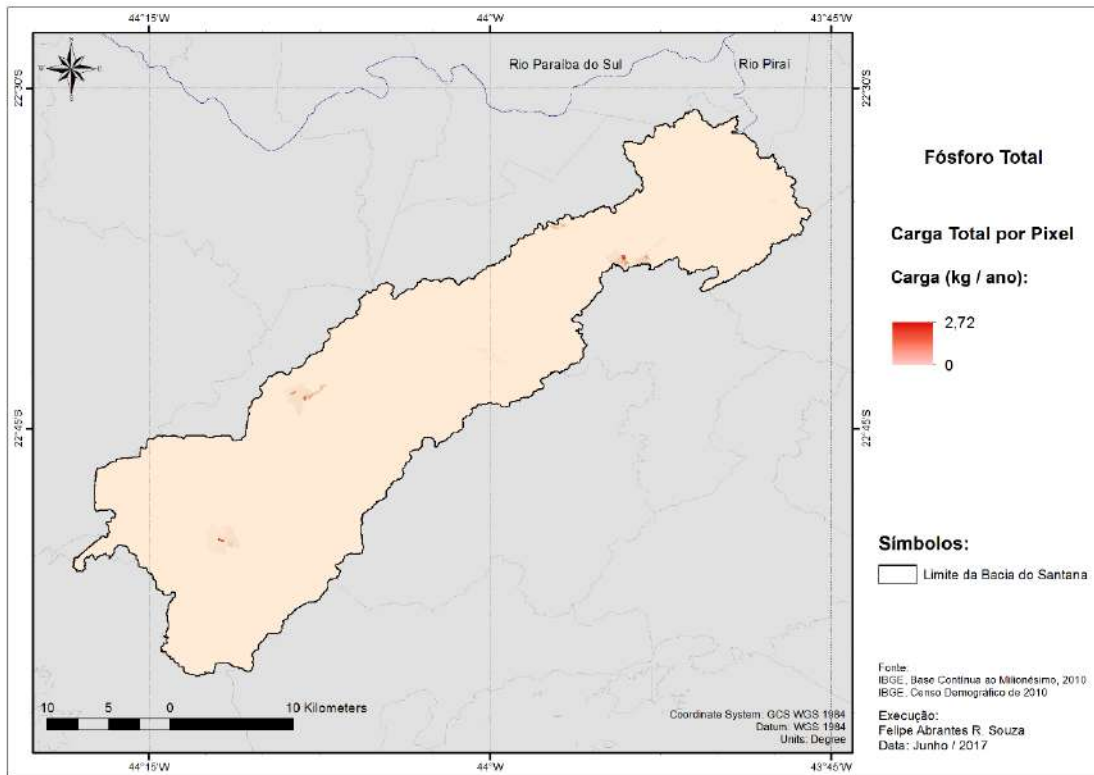 44°15'W 44°W 43°45'W
Rio Paraíba do Sul Rio Piraí
22°30'S 22°30'S
Fósforo Total
Carga Total por Pixel
Carga (kg / ano):
2,72
0
22°45'S 22°45'S
Símbolos:
Limite da Bacia do Santana
Fonte:
IBGE, Base Contínua ao Milionésimo, 2010
IBGE, Censo Demográfico de 2010
Execução:
Felipe Abrantes R. Souza
Data: Junho / 2017
10 5 0 10 Kilometers
Coordinate System: GCS WGS 1984
Datum: WGS 1984
Units: Degree
44°15'W 44°W 43°45'W